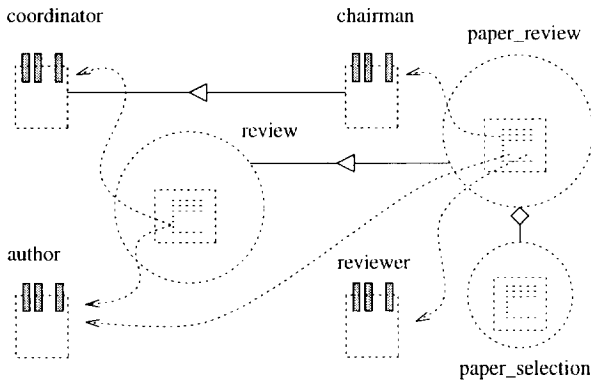 coordinator
chairman
paper_review
review
author
reviewer
paper_selection